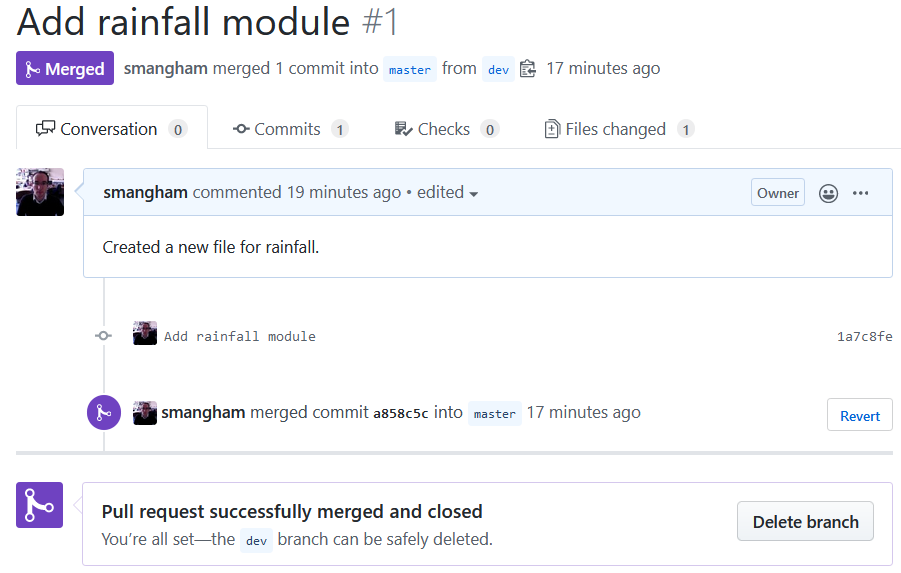 Add rainfall module #1
Merged smangham merged 1 commit into master from dev 17 minutes ago
Conversation 0 Commits 1 Checks 0 Files changed 1
smangham commented 19 minutes ago • edited Owner
Created a new file for rainfall.
Add rainfall module 1a7c8fe
smangham merged commit a858c5c into master 17 minutes ago Revert
Pull request successfully merged and closed
You’re all set—the dev branch can be safely deleted. Delete branch